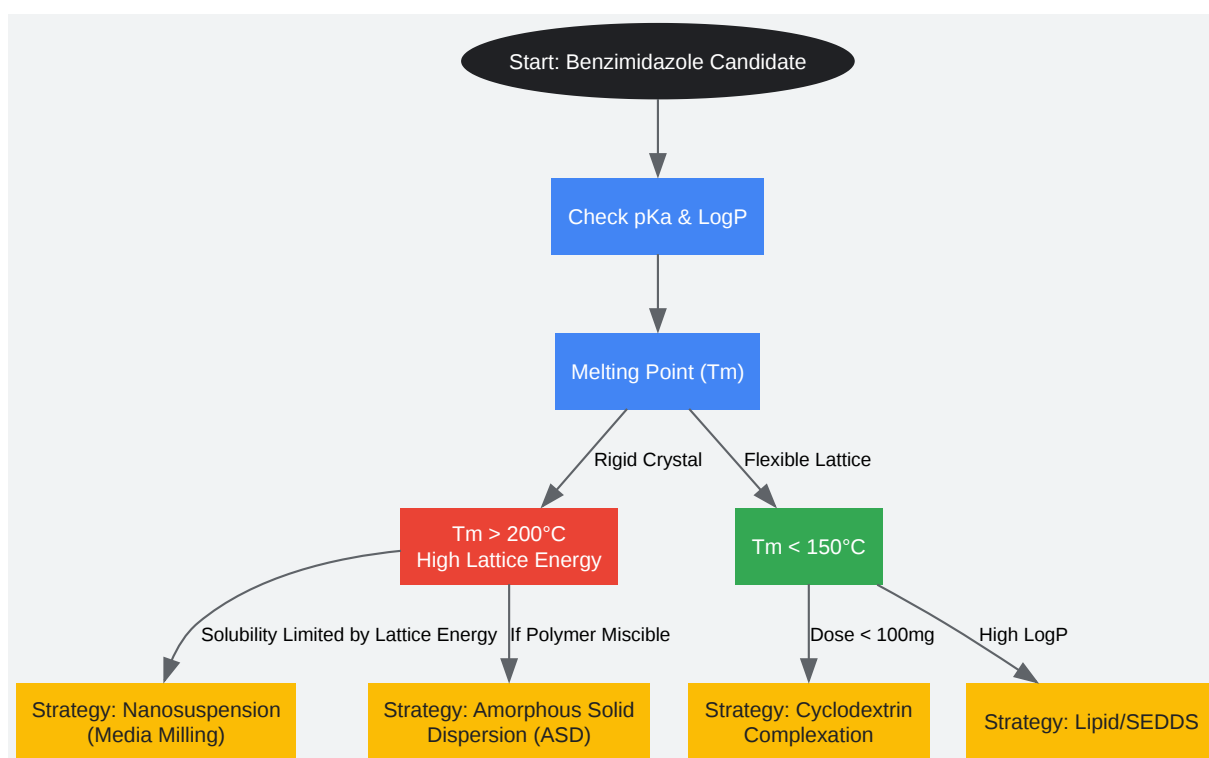 Start: Benzimidazole Candidate
Check pKa & LogP
Melting Point (Tm)
Rigid Crystal
Flexible Lattice
Tm > 200°C
High Lattice Energy
Tm < 150°C
Solubility Limited by Lattice Energy
If Polymer Miscible
Dose < 100mg
High LogP
Strategy: Nanosuspension
(Media Milling)
Strategy: Amorphous Solid
Dispersion (ASD)
Strategy: Cyclodextrin
Complexation
Strategy: Lipid/SEDDS